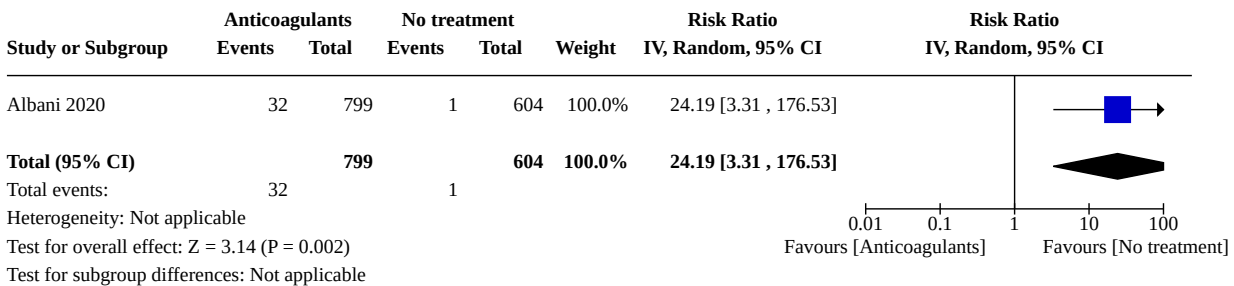 Anticoagulants No treatment Risk Ratio Risk Ratio
Study or Subgroup Events Total Events Total Weight IV, Random, 95% CI IV, Random, 95% CI
Albani 2020 32 799 1 604 100.0% 24.19 [3.31 , 176.53]
Total (95% CI) 799 604 100.0% 24.19 [3.31 , 176.53]
Total events: 32 1
Heterogeneity: Not applicable
0.01 0.1 1 10 100
Test for overall effect: Z = 3.14 (P = 0.002) Favours [Anticoagulants] Favours [No treatment]
Test for subgroup differences: Not applicable